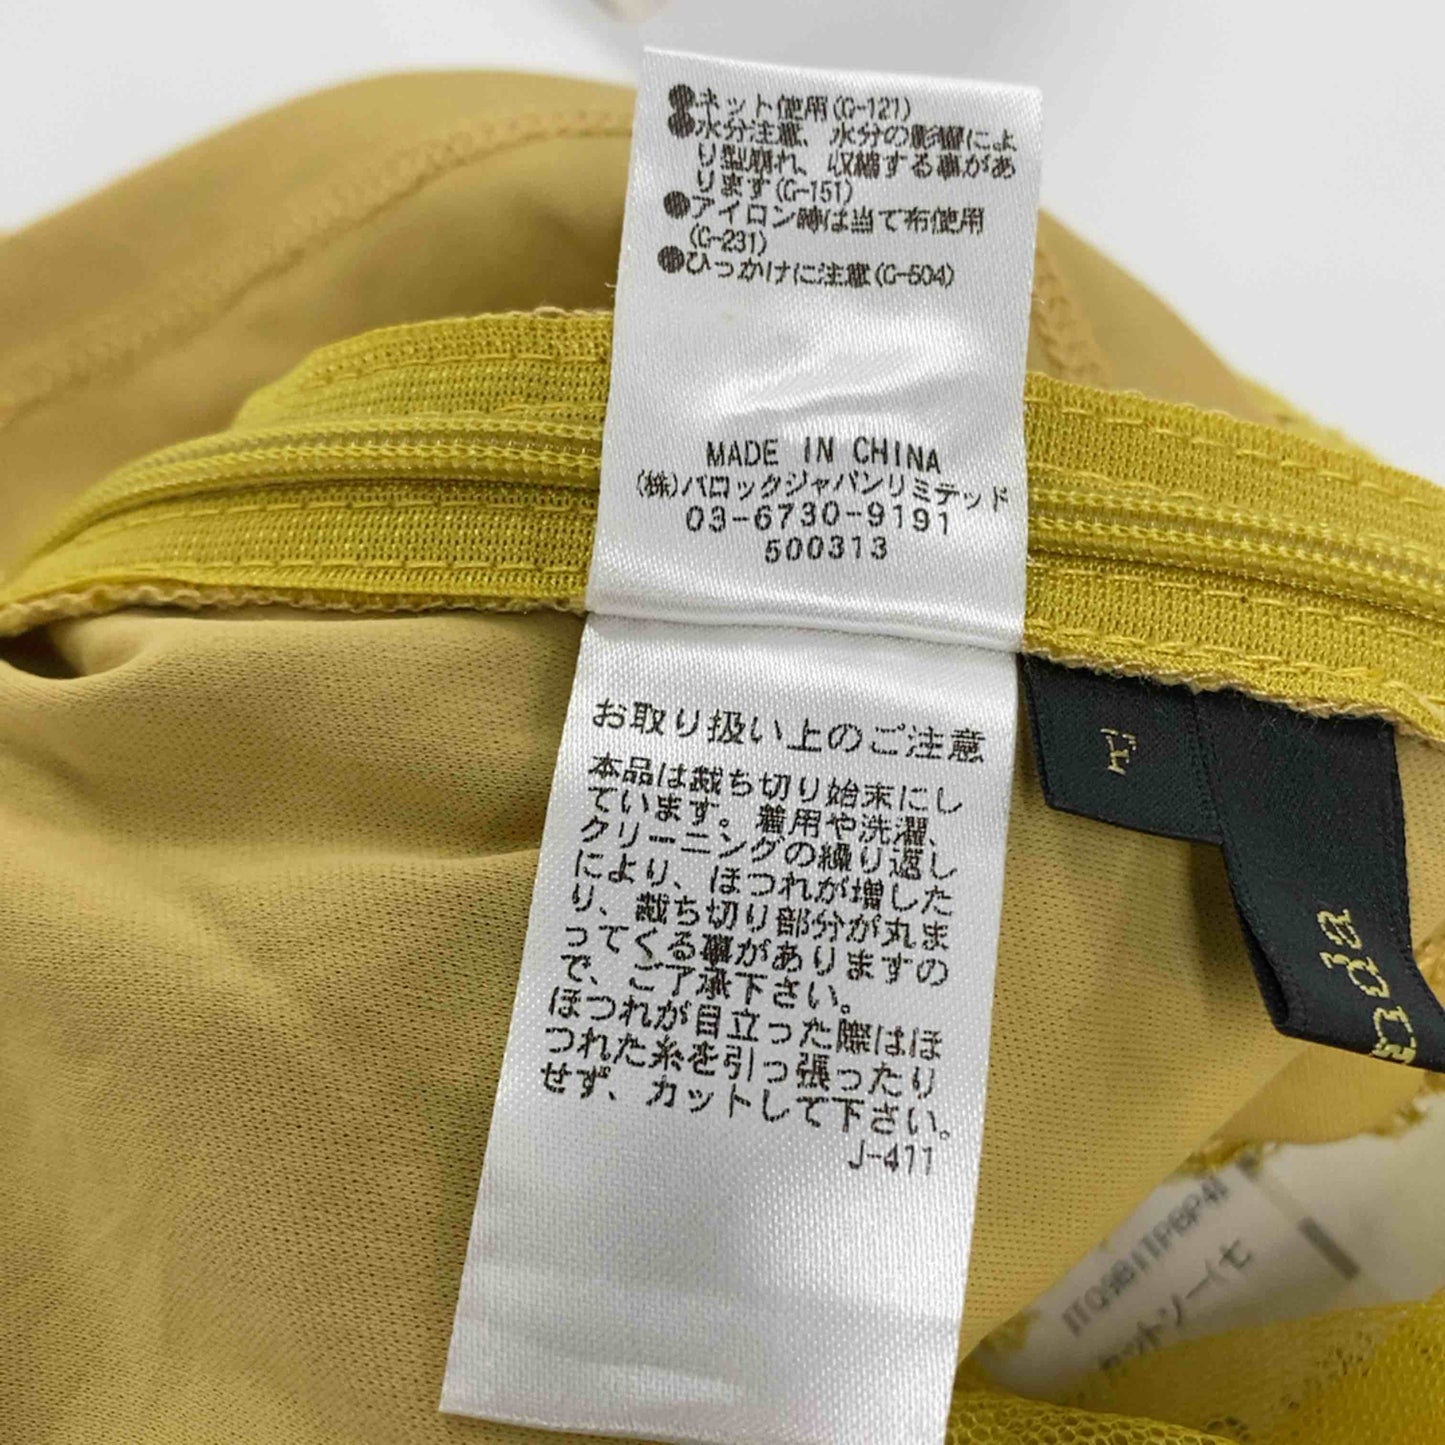 ●ネット使用(G-121)
●水分注意、水分の影響によ
り型崩れ、収縮する事があ
ります(G-151)
●アイロン時は当て布使用
(G-231)
●ひっかけに注意(G-504)
MADE IN CHINA
(株)バロックジャパンリミテッド
03-6730-9191
500313
お取り扱い上のご注意
本品は裁ち切り始末にし
ています。着用や洗濯、
クリーニングの繰り返し
により、ほつれが増した
り、裁ち切り部分が丸ま
ってくる事がありますの
で、ご了承下さい。
ほつれが目立った際はほ
つれた糸を引っ張ったり
せず、カットして下さい。
J-411
F